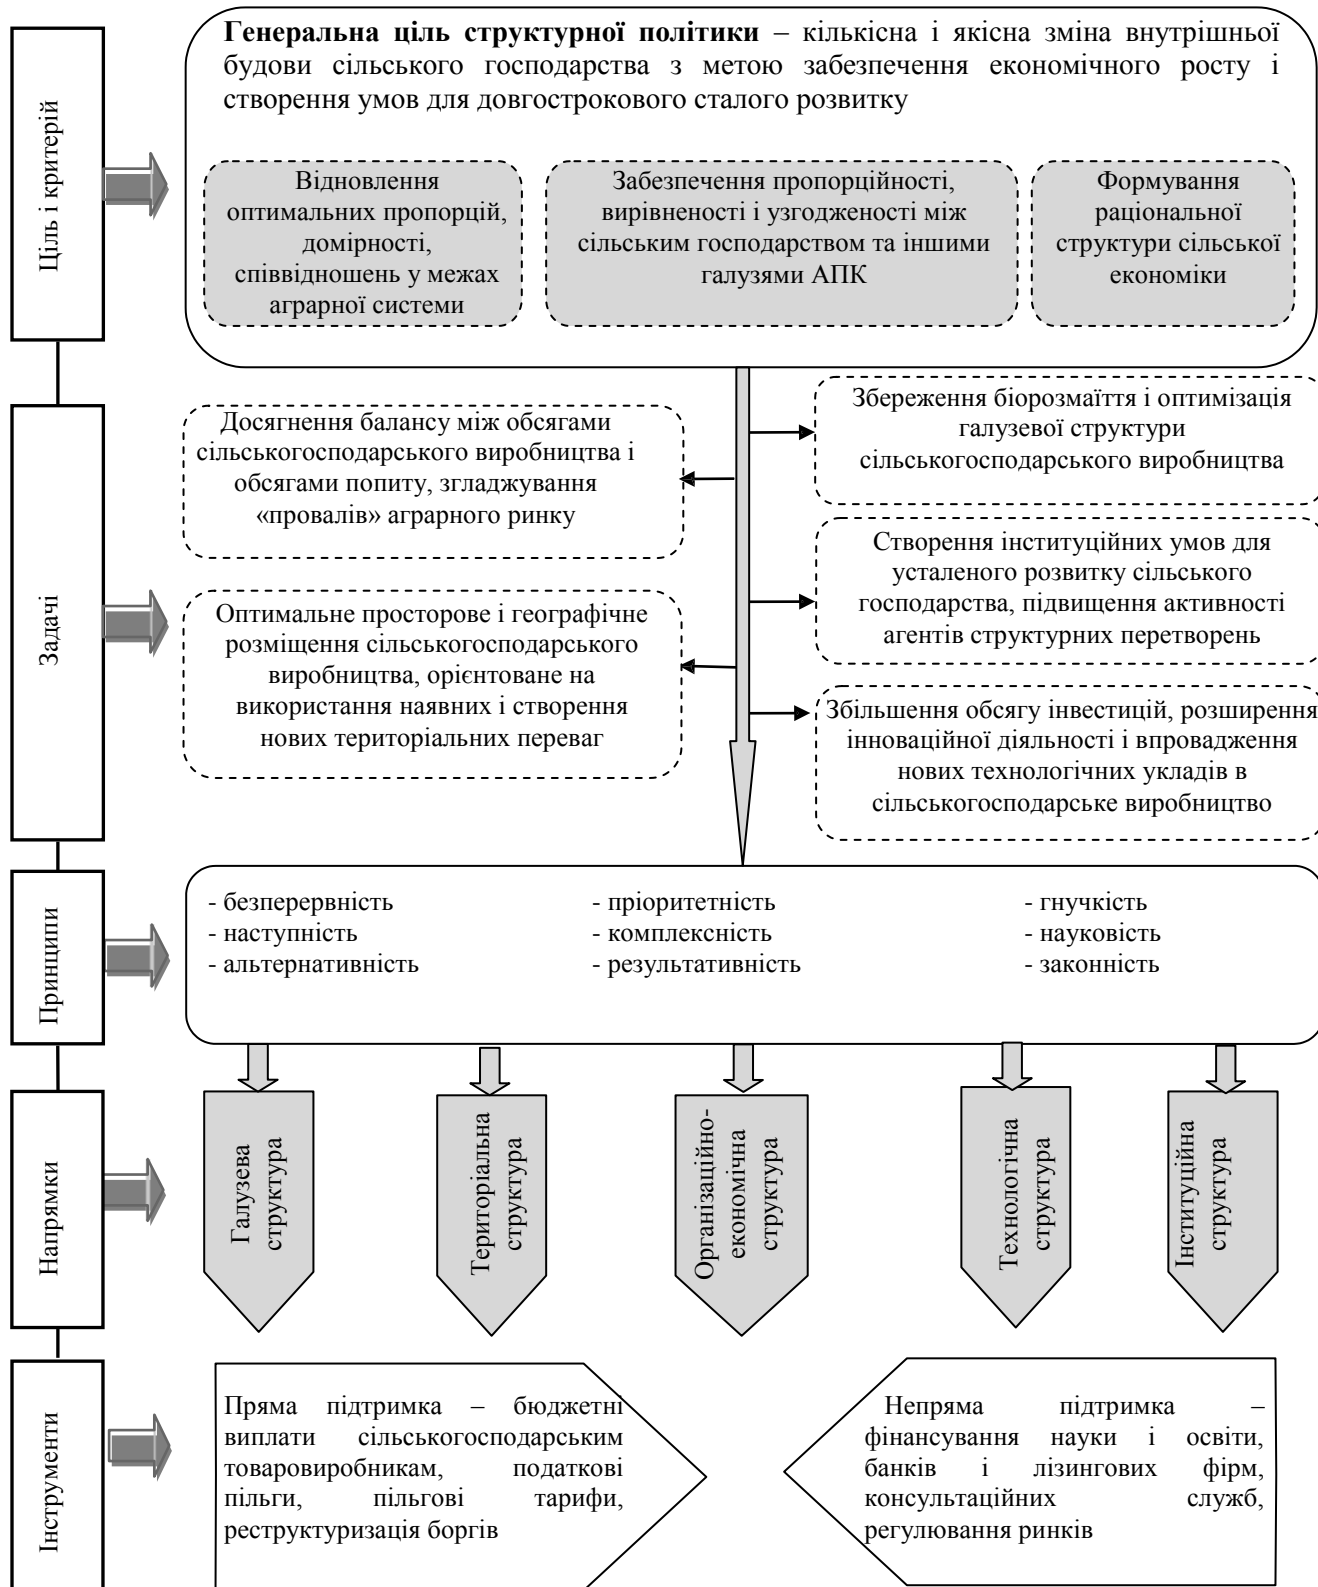 Ціль і критерій
Генеральна ціль структурної політики – кількісна і якісна зміна внутрішньої
будови сільського господарства з метою забезпечення економічного росту і
створення умов для довгострокового сталого розвитку
Відновлення
оптимальних пропорцій,
домірності,
співвідношень у межах
аграрної системи
Забезпечення пропорційності,
вирівненості і узгодженості між
сільським господарством та іншими
галузями АПК
Формування
раціональної
структури сільської
економіки
Задачі
Досягнення балансу між обсягами
сільськогосподарського виробництва і
обсягами попиту, згладжування
«провалів» аграрного ринку
Збереження біорозмаїття і оптимізація
галузевої структури
сільськогосподарського виробництва
Створення інституційних умов для
усталеного розвитку сільського
господарства, підвищення активності
агентів структурних перетворень
Оптимальне просторове і географічне
розміщення сільськогосподарського
виробництва, орієнтоване на
використання наявних і створення
нових територіальних переваг
Збільшення обсягу інвестицій, розширення
інноваційної діяльності і впровадження
нових технологічних укладів в
сільськогосподарське виробництво
Принципи
- безперервність
- наступність
- альтернативність
- пріоритетність
- комплексність
- результативність
- гнучкість
- науковість
- законність
Напрямки
Галузева
структура
Територіальна
структура
Організаційно-
економічна
структура
Технологічна
структура
Інституційна
структура
Інструменти
Пряма підтримка – бюджетні
виплати сільськогосподарським
товаровиробникам, податкові
пільги, пільгові тарифи,
реструктуризація боргів
Непряма підтримка –
фінансування науки і освіти,
банків і лізингових фірм,
консультаційних служб,
регулювання ринків